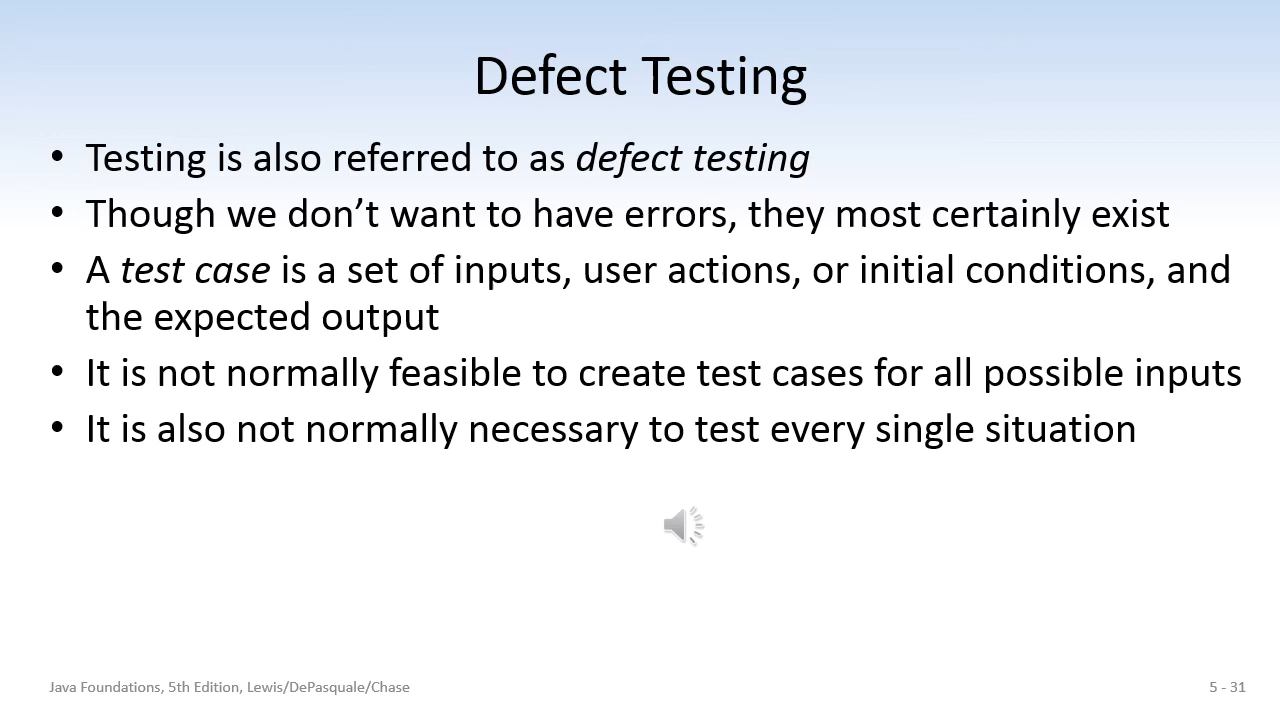 Defect Testing
• Testing is also referred to as defect testing
• Though we don’t want to have errors, they most certainly exist
• A test case is a set of inputs, user actions, or initial conditions, and
the expected output
• It is not normally feasible to create test cases for all possible inputs
• It is also not normally necessary to test every single situation
Java Foundations, 5th Edition, Lewis/DePasquale/Chase
5 - 31